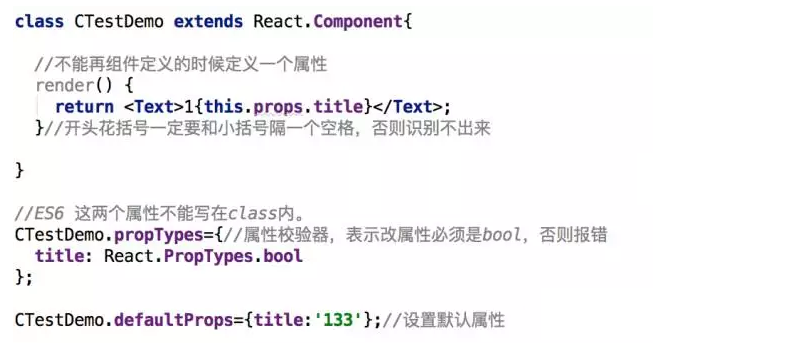 class CTestDemo extends React.Component{
//不能再组件定义的时候定义一个属性
render() {
return <Text>1{this.props.title}</Text>;
}//开头花括号一定要和小括号隔一个空格，否则识别不出来
}
//ES6 这两个属性不能写在class内。
CTestDemo.propTypes={//属性校验器，表示改属性必须是bool，否则报错
title: React.PropTypes.bool
};
CTestDemo.defaultProps={title:'133'};//设置默认属性